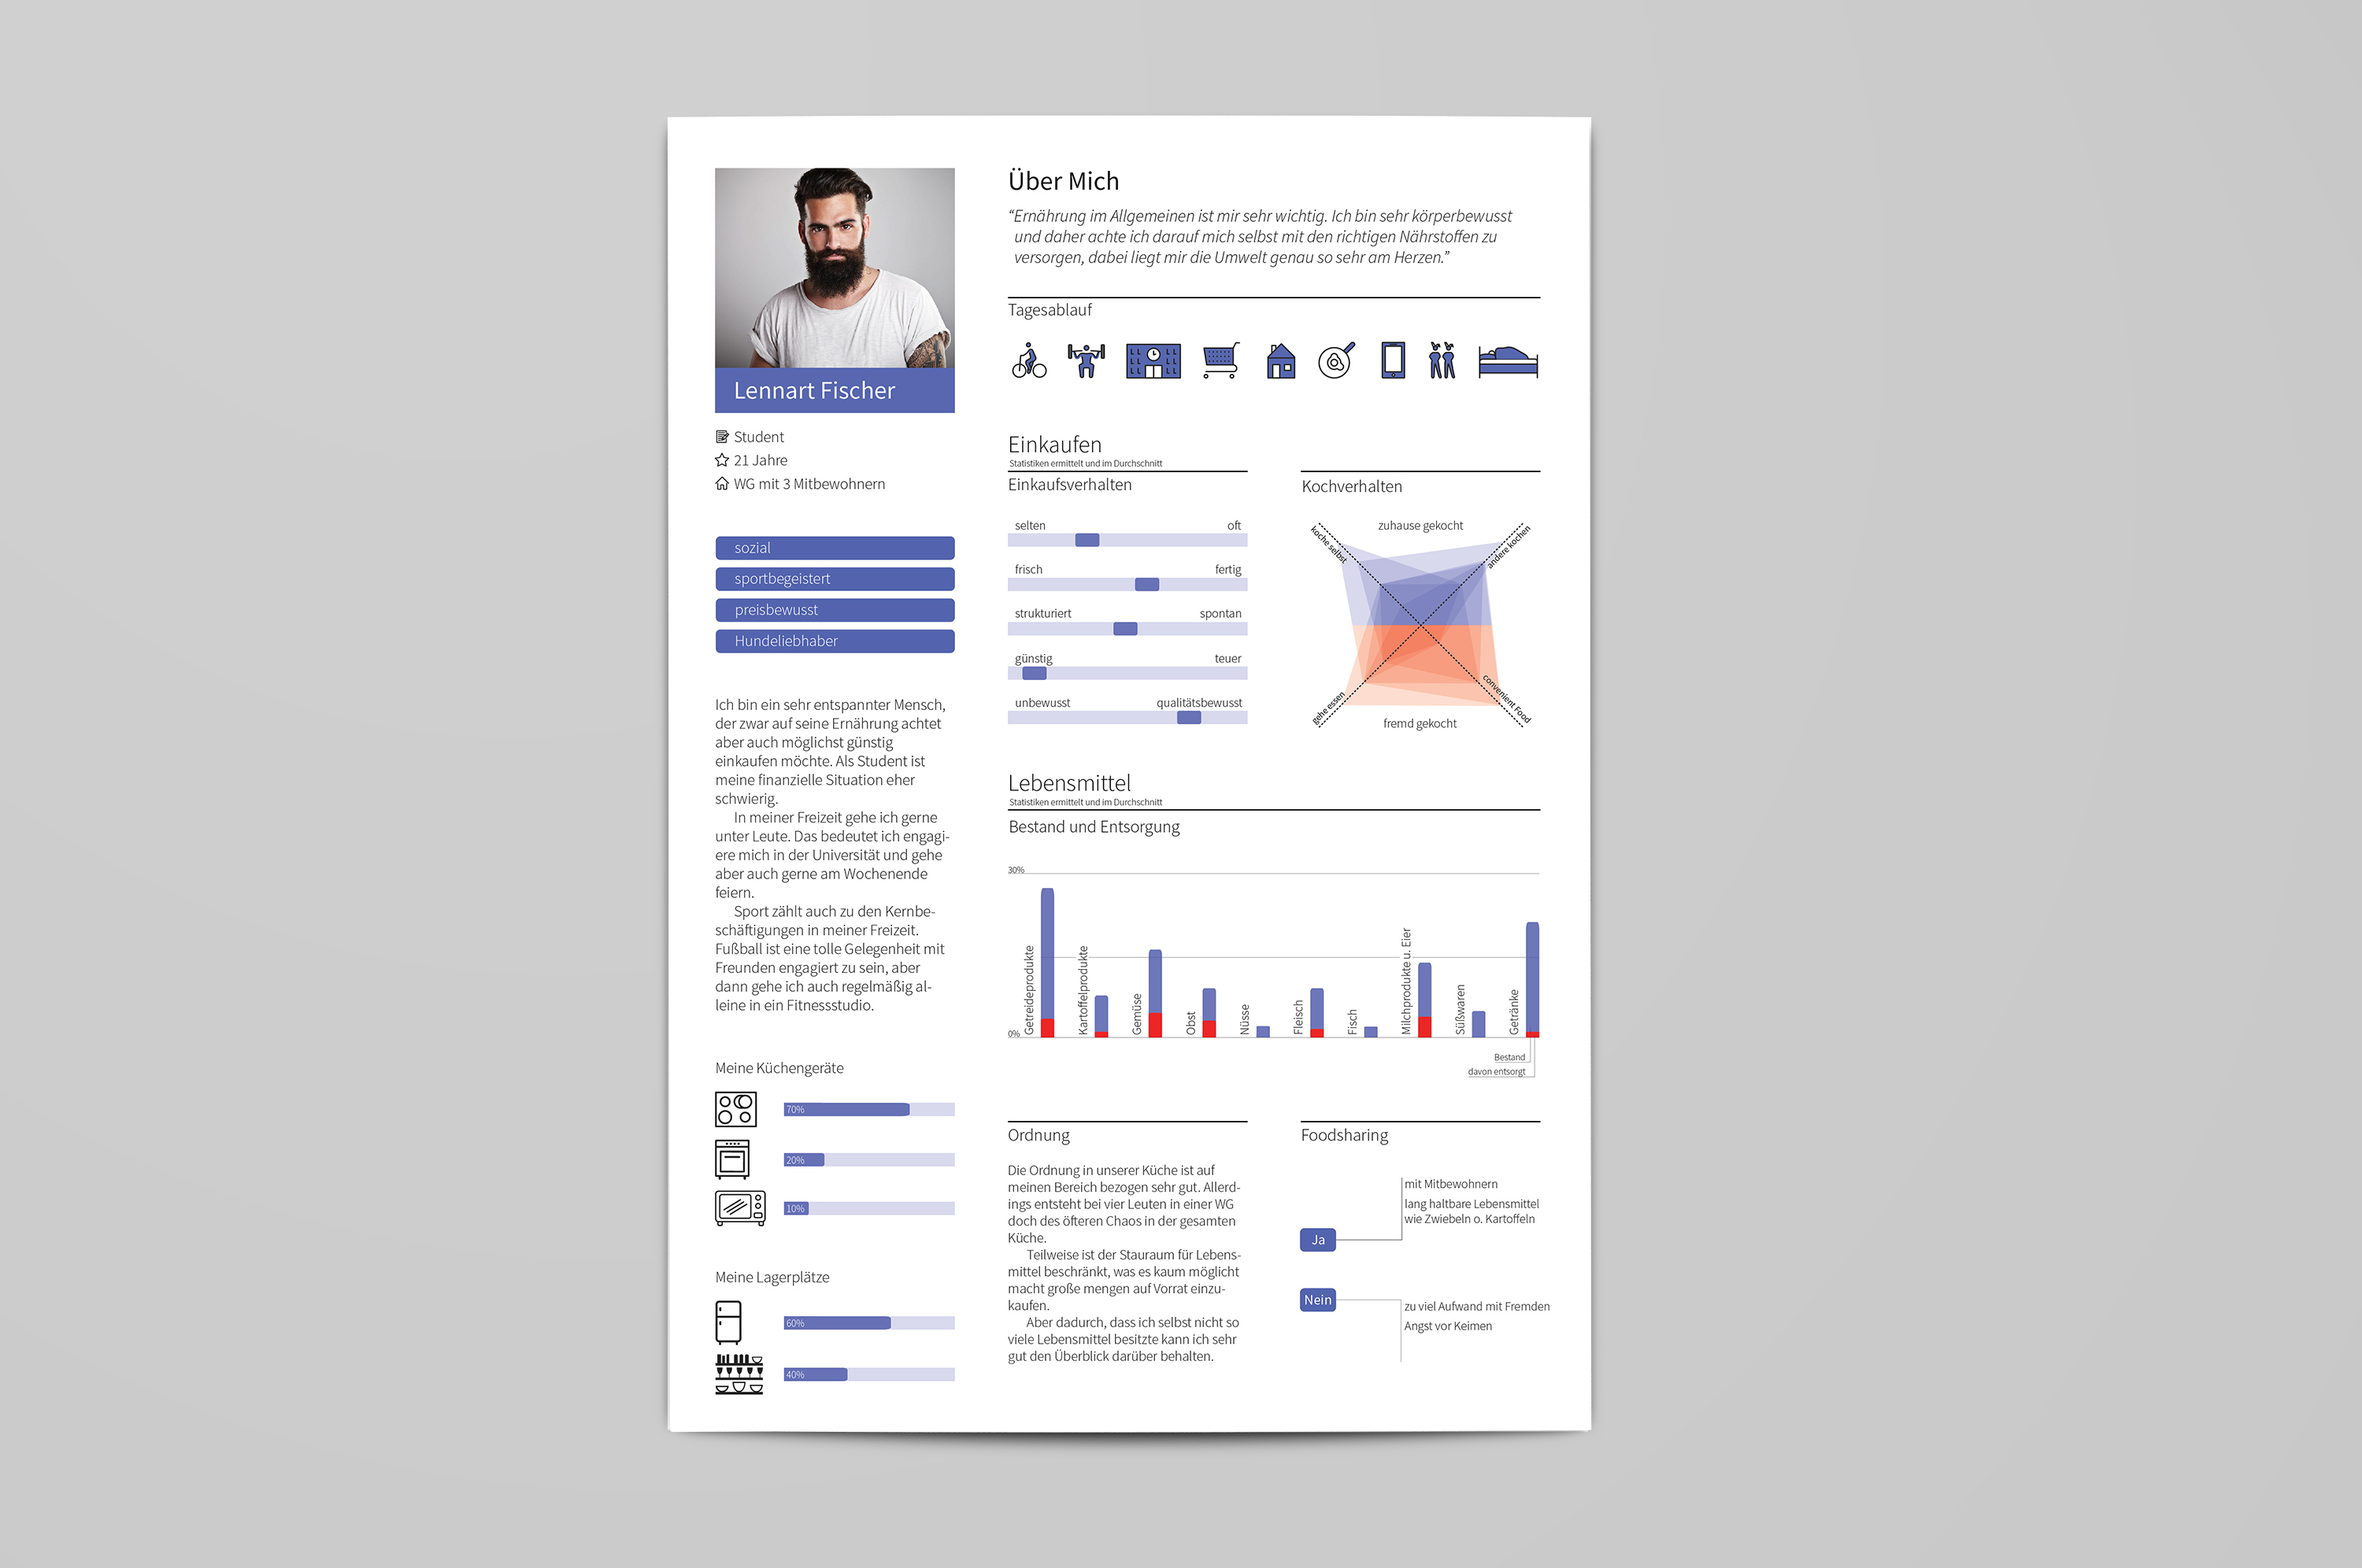 Lennart Fischer
Student
21 Jahre
WG mit 3 Mitbewohnern
sozial
sportbegeistert
preisbewusst
Hundeliebhaber
Ich bin ein sehr entspannter Mensch,
der zwar auf seine Ernährung achtet
aber auch möglichst günstig
einkaufen möchte. Als Student ist
meine finanzielle Situation eher
schwierig.
In meiner Freizeit gehe ich gerne
unter Leute. Das bedeutet ich engagi-
ere mich in der Universität und gehe
aber auch gerne am Wochenende
feiern.
Sport zählt auch zu den Kernbe-
schäftigungen in meiner Freizeit.
Fußball ist eine tolle Gelegenheit mit
Freunden engagiert zu sein, aber
dann gehe ich auch regelmäßig al-
leine in ein Fitnessstudio.
Meine Küchengeräte
70%
20%
10%
Meine Lagerplätze
60%
40%
Über Mich
“Ernährung im Allgemeinen ist mir sehr wichtig. Ich bin sehr körperbewusst
und daher achte ich darauf mich selbst mit den richtigen Nährstoffen zu
versorgen, dabei liegt mir die Umwelt genau so sehr am Herzen.”
Tagesablauf
Einkaufen
Statistiken ermittelt und im Durchschnitt
Einkaufsverhalten
selten oft
frisch fertig
strukturiert spontan
günstig teuer
unbewusst qualitätsbewusst
Kochverhalten
zuhause gekocht
koche selbst
andere kochen
gehe essen
convenient Food
fremd gekocht
Lebensmittel
Statistiken ermittelt und im Durchschnitt
Bestand und Entsorgung
30%
0%
Getreideprodukte
Kartoffelprodukte
Gemüse
Obst
Nüsse
Fleisch
Fisch
Milchprodukte u. Eier
Süßwaren
Getränke
Bestand
davon entsorgt
Ordnung
Die Ordnung in unserer Küche ist auf
meinen Bereich bezogen sehr gut. Allerd-
ings entsteht bei vier Leuten in einer WG
doch des öfteren Chaos in der gesamten
Küche.
Teilweise ist der Stauraum für Lebens-
mittel beschränkt, was es kaum möglicht
macht große mengen auf Vorrat einzu-
kaufen.
Aber dadurch, dass ich selbst nicht so
viele Lebensmittel besitzte kann ich sehr
gut den Überblick darüber behalten.
Foodsharing
mit Mitbewohnern
lang haltbare Lebensmittel
wie Zwiebeln o. Kartoffeln
Ja
Nein
zu viel Aufwand mit Fremden
Angst vor Keimen